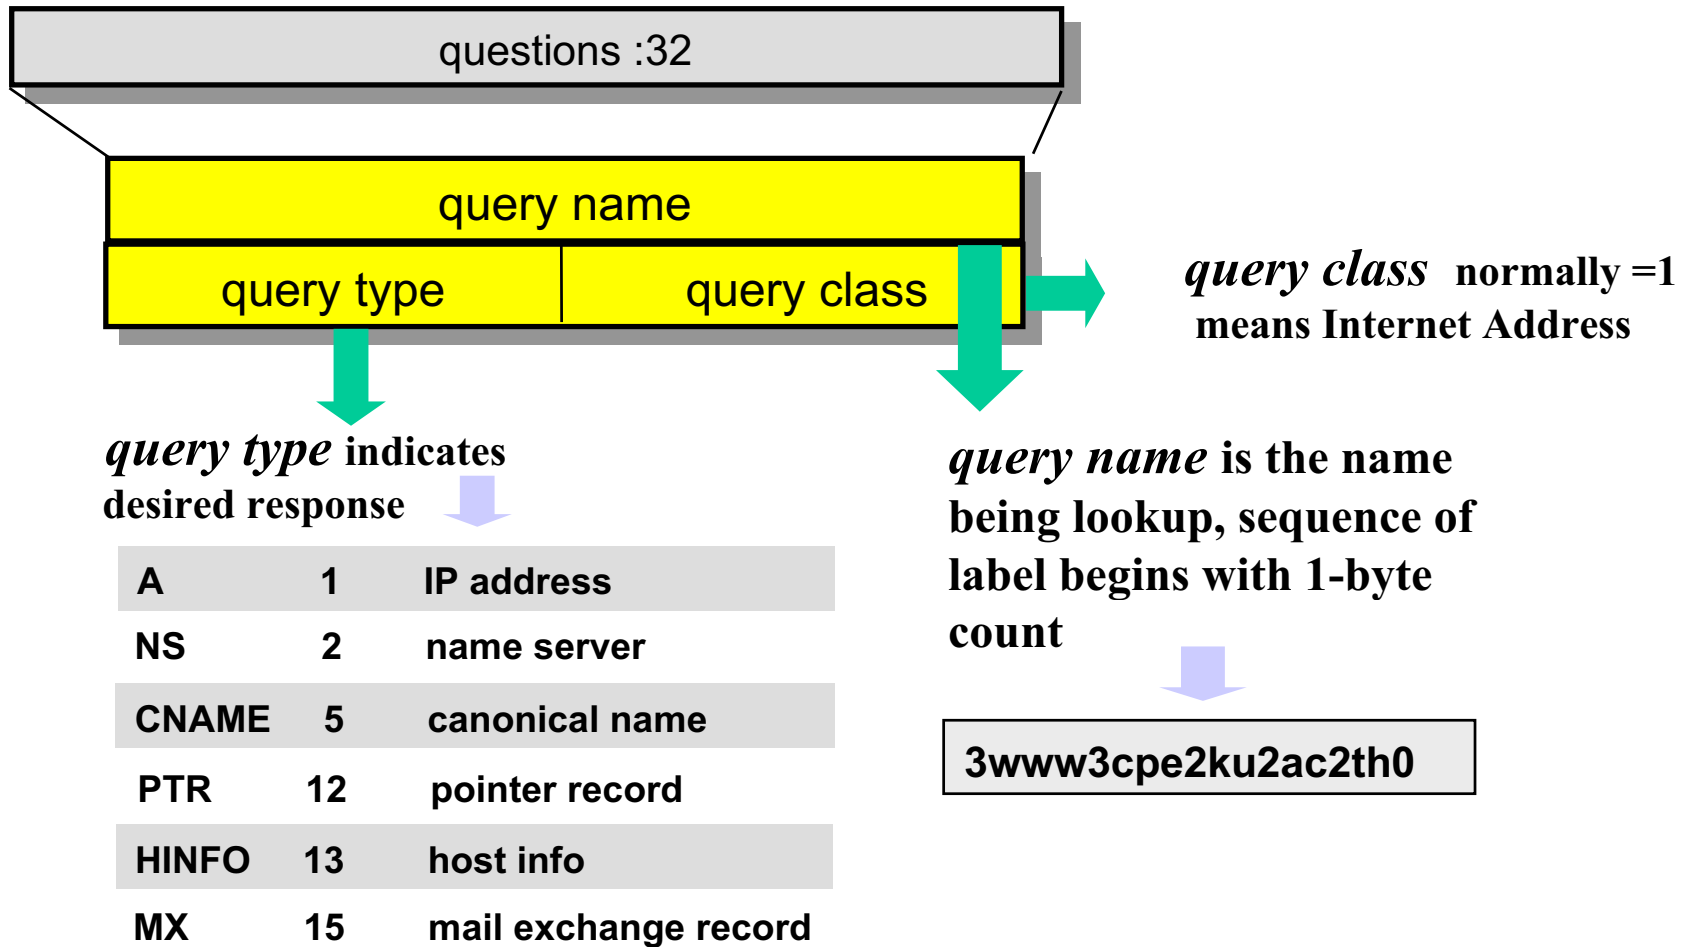 questions :32
query name
query type query class
query class normally =1
means Internet Address
query type indicates
desired response
A 1 IP address
NS 2 name server
CNAME 5 canonical name
PTR 12 pointer record
HINFO 13 host info
MX 15 mail exchange record
query name is the name
being lookup, sequence of
label begins with 1-byte
count
3www3cpe2ku2ac2th0